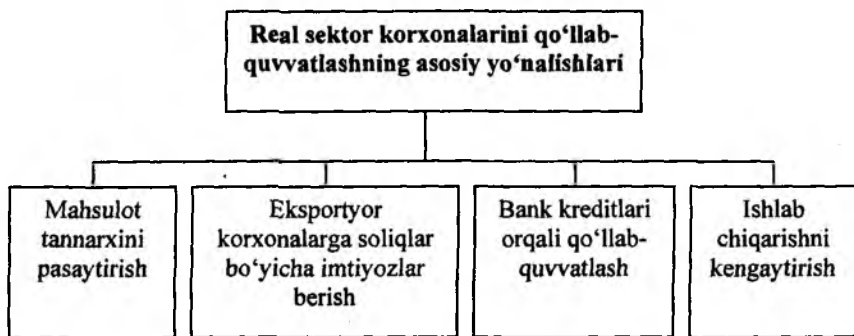 Real sektor korxonalarini qo‘llab-
quvvatlashning asosiy yo‘nalishlari
Mahsulot
tannarxini
pasaytirish
Eksportyor
korxonalarga soliqlar
bo‘yicha imtiyozlar
berish
Bank kreditlari
orqali qo‘llab-
quvvatlash
Ishlab
chiqarishni
kengaytirish